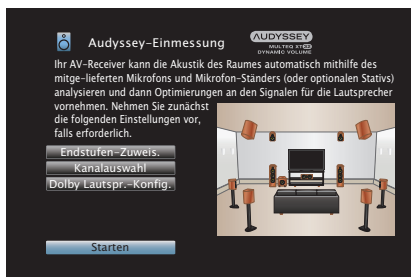 Audyssey-Einmessung
AUDYSSEY
MULTEQ XT32
DYNAMIC VOLUME
Ihr AV-Receiver kann die Akustik des Raumes automatisch mithilfe des
mitge-lieferten Mikrofons und Mikrofon-Ständers (oder optionalen Stativs)
analysieren und dann Optimierungen an den Signalen für die Lautsprecher
vornehmen. Nehmen Sie zunächst
die folgenden Einstellungen vor,
falls erforderlich.
Endstufen-Zuweis.
Kanalauswahl
Dolby Lautspr.-Konfig.
Starten